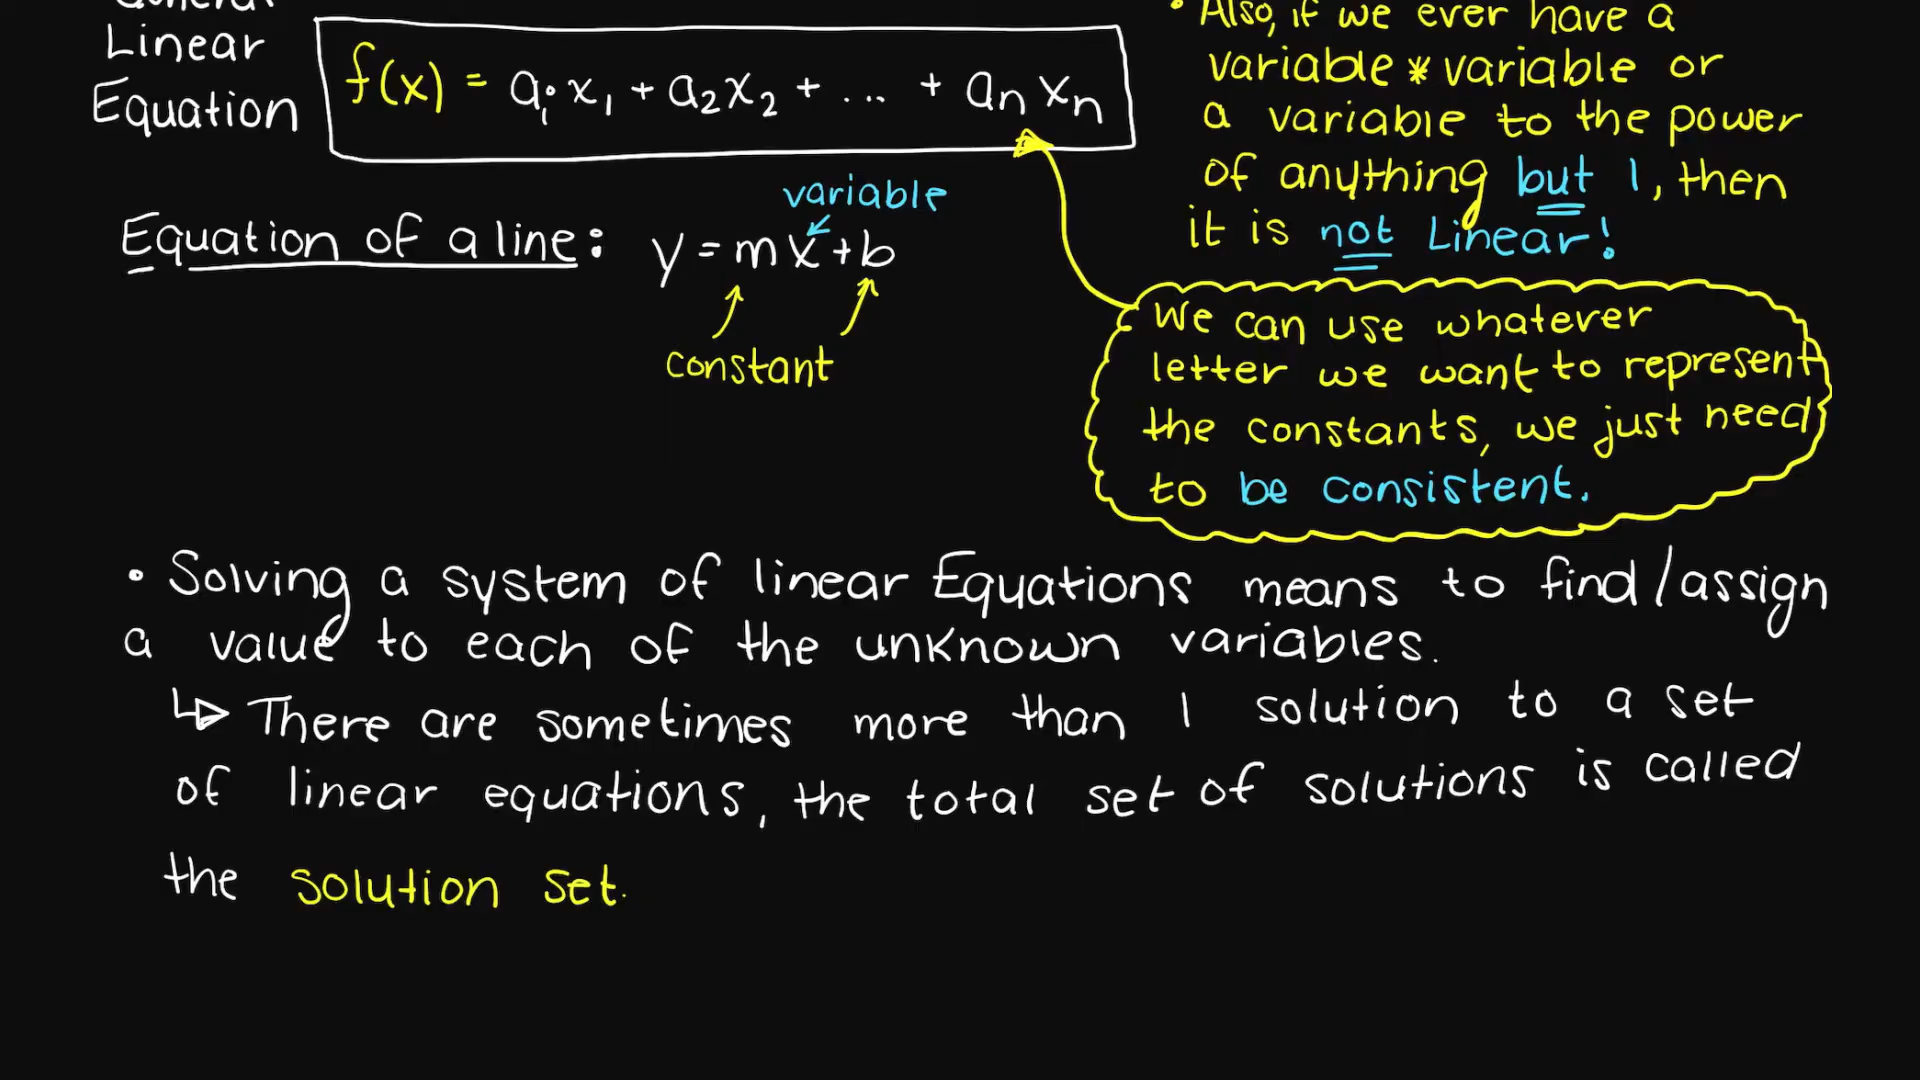 Linear
Equation
f(x) = a₁·x₁ + a₂x₂ + ... + aₙxₙ
Also, if we ever have a
variable * variable or
a variable to the power
of anything but 1, then
it is not Linear!
variable
Equation of a line: y = mx+b
constant
We can use whatever
letter we want to represent
the constants, we just need
to be consistent.
• Solving a system of linear Equations means to find/assign
a value to each of the unknown variables.
↳ There are sometimes more than 1 solution to a set
of linear equations, the total set of solutions is called
the solution set.